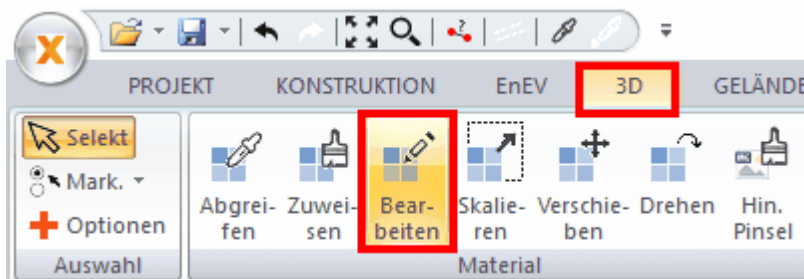 X
PROJEKT KONSTRUKTION EnEV 3D GELÄNDE
Selekt
Mark.
Optionen
Abgrei-
fen
Zuwei-
sen
Bear-
beiten
Skalie-
ren
Verschie-
ben
Drehen
Hin.
Pinsel
Auswahl Material